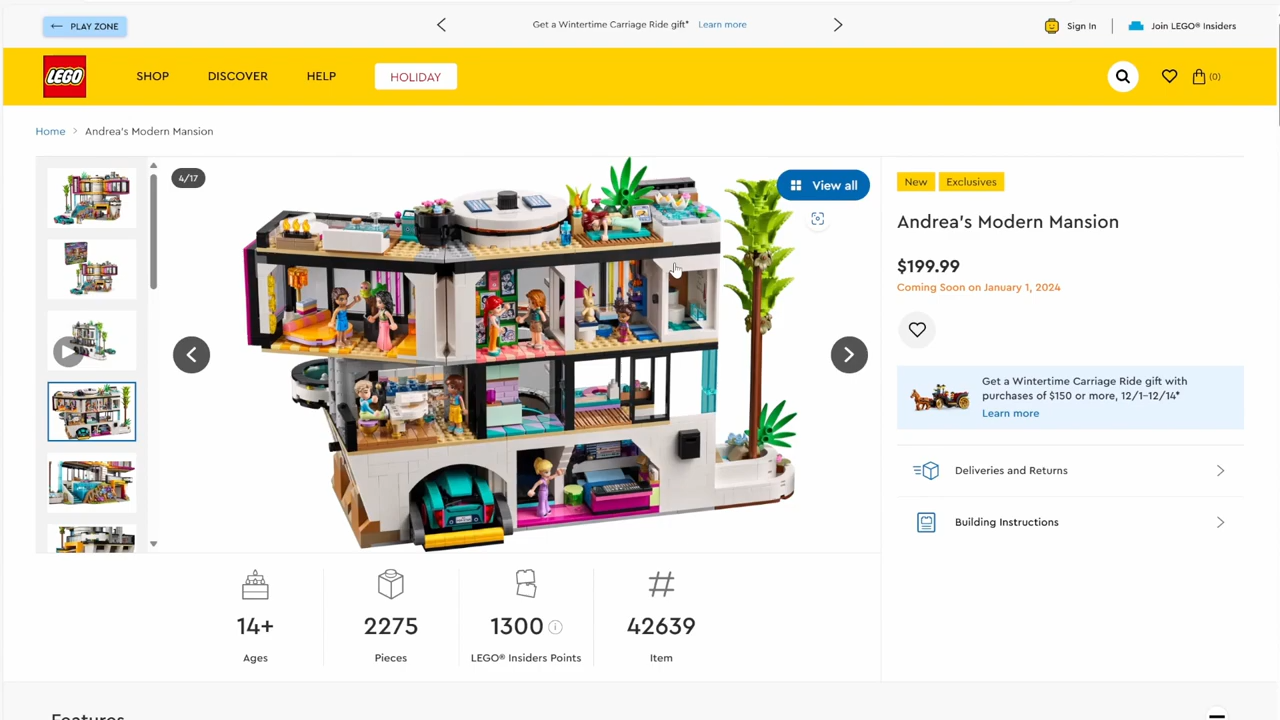 PLAY ZONE
Get a Wintertime Carriage Ride gift* Learn more
Sign In
Join LEGO® Insiders
LEGO
SHOP
DISCOVER
HELP
HOLIDAY
(0)
Home > Andrea's Modern Mansion
4/17
View all
New
Exclusives
Andrea's Modern Mansion
$199.99
Coming Soon on January 1, 2024
Get a Wintertime Carriage Ride gift with
purchases of $150 or more, 12/1–12/14*
Learn more
Deliveries and Returns
Building Instructions
14+
Ages
2275
Pieces
1300
LEGO® Insiders Points
#
42639
Item
Features